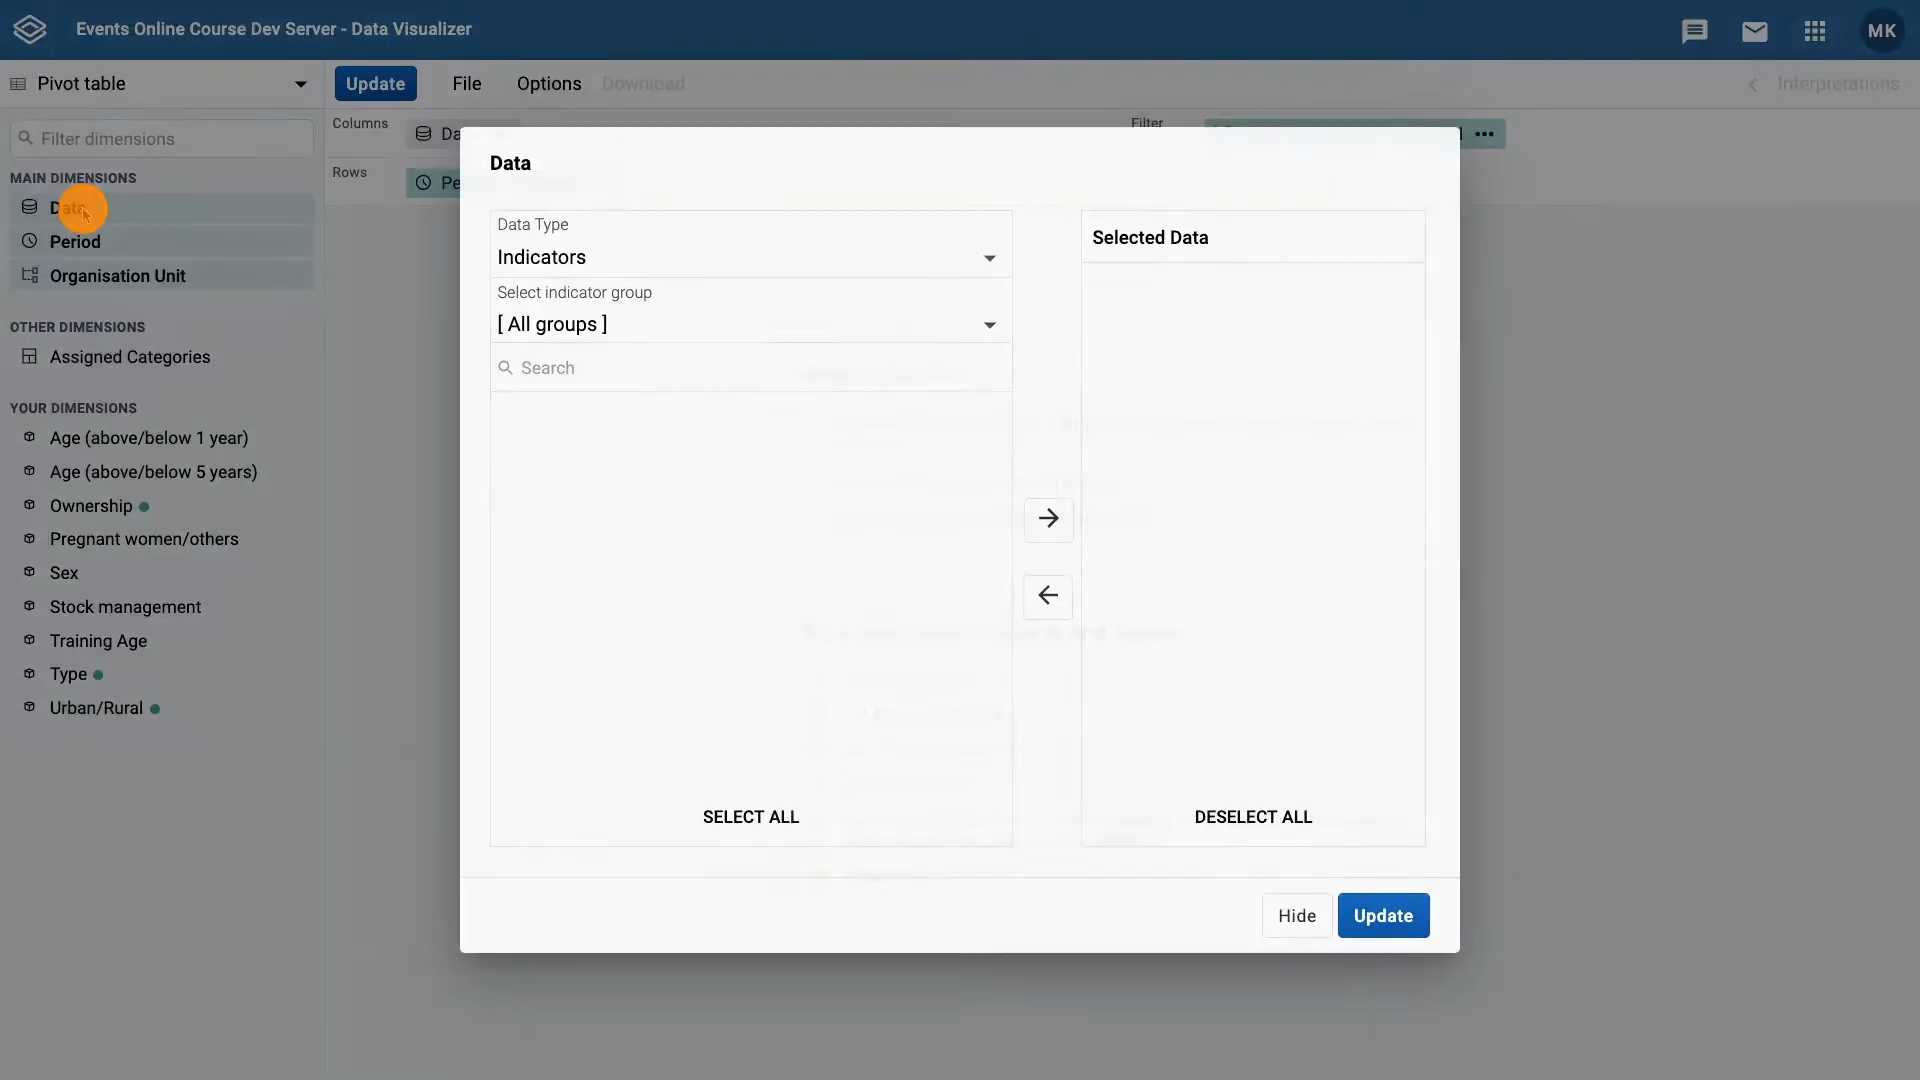 Events Online Course Dev Server - Data Visualizer
MK
Pivot table
Update
File
Options
Download
Interpretations
Filter dimensions
Columns
Da
Filter
Rows
Pe
MAIN DIMENSIONS
Data
Period
Organisation Unit
OTHER DIMENSIONS
Assigned Categories
YOUR DIMENSIONS
Age (above/below 1 year)
Age (above/below 5 years)
Ownership
Pregnant women/others
Sex
Stock management
Training Age
Type
Urban/Rural
Data
Data Type
Indicators
Select indicator group
[ All groups ]
Search
SELECT ALL
Selected Data
DESELECT ALL
Hide
Update